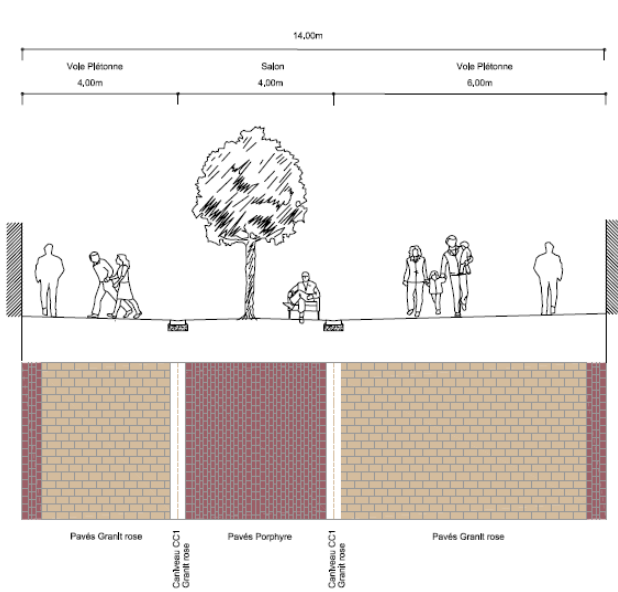 14.00m
Voie Piétonne
Salon
Voie Piétonne
4.00m
4.00m
6.00m
Pavés Granit rose
Caniveau CC1
Granit rose
Pavés Porphyre
Caniveau CC1
Granit rose
Pavés Granit rose